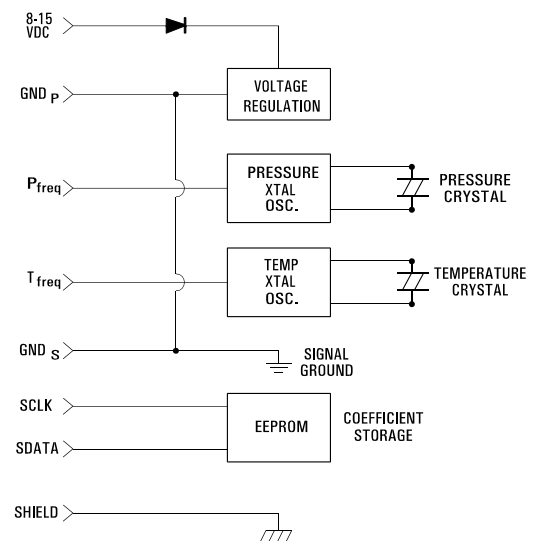 8-15
VDC
GND P
VOLTAGE
REGULATION
Pfreq
PRESSURE
XTAL
OSC.
PRESSURE
CRYSTAL
Tfreq
TEMP
XTAL
OSC.
TEMPERATURE
CRYSTAL
GND S
SIGNAL
GROUND
SCLK
SDATA
EEPROM
COEFFICIENT
STORAGE
SHIELD